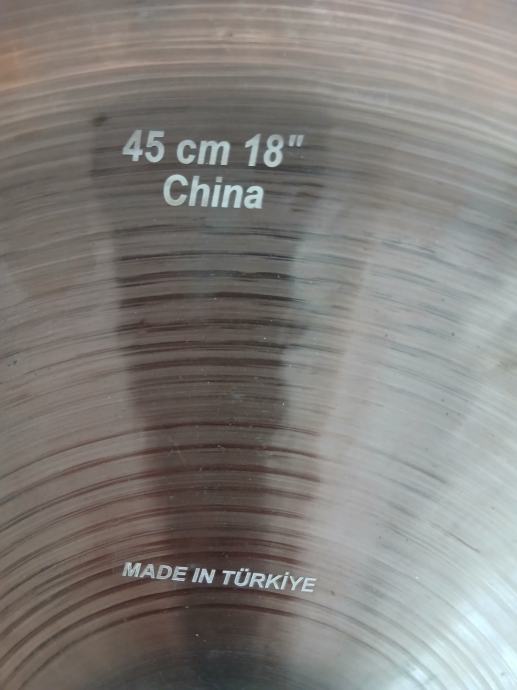 45 cm 18"
China
MADE IN TÜRKİYE